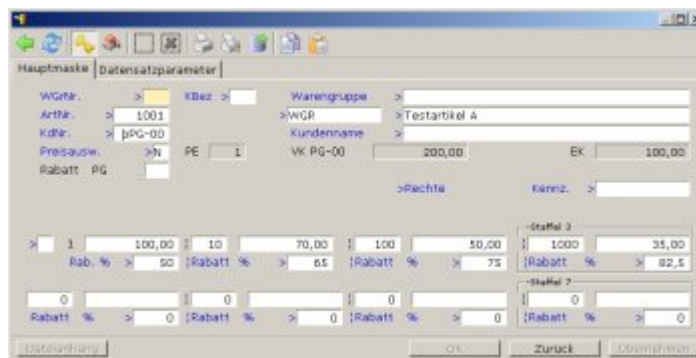 Hauptmaske Datensatzparameter
WGrNr. > KBez > Warengruppe >
ArtNr. > 1001 >WGR >Testartikel A
KdNr. > þPG-00 Kundenname >
Preisausw. >N PE 1 VK PG-00 200,00 EK 100,00
Rabatt PG
>Rechte Kennz. >
-Staffel 3
> 1 100,00 ¦ 10 70,00 ¦ 100 50,00 ¦ 1000 35,00
Rab. % > 50 ¦Rabatt % > 65 ¦Rabatt % > 75 ¦Rabatt % > 82,5
-Staffel 7
0 ¦ 0 ¦ 0 ¦ 0
Rabatt % > 0 ¦Rabatt % > 0 ¦Rabatt % > 0 ¦Rabatt % > 0
Dateianhang OK Zurück Übernehmen